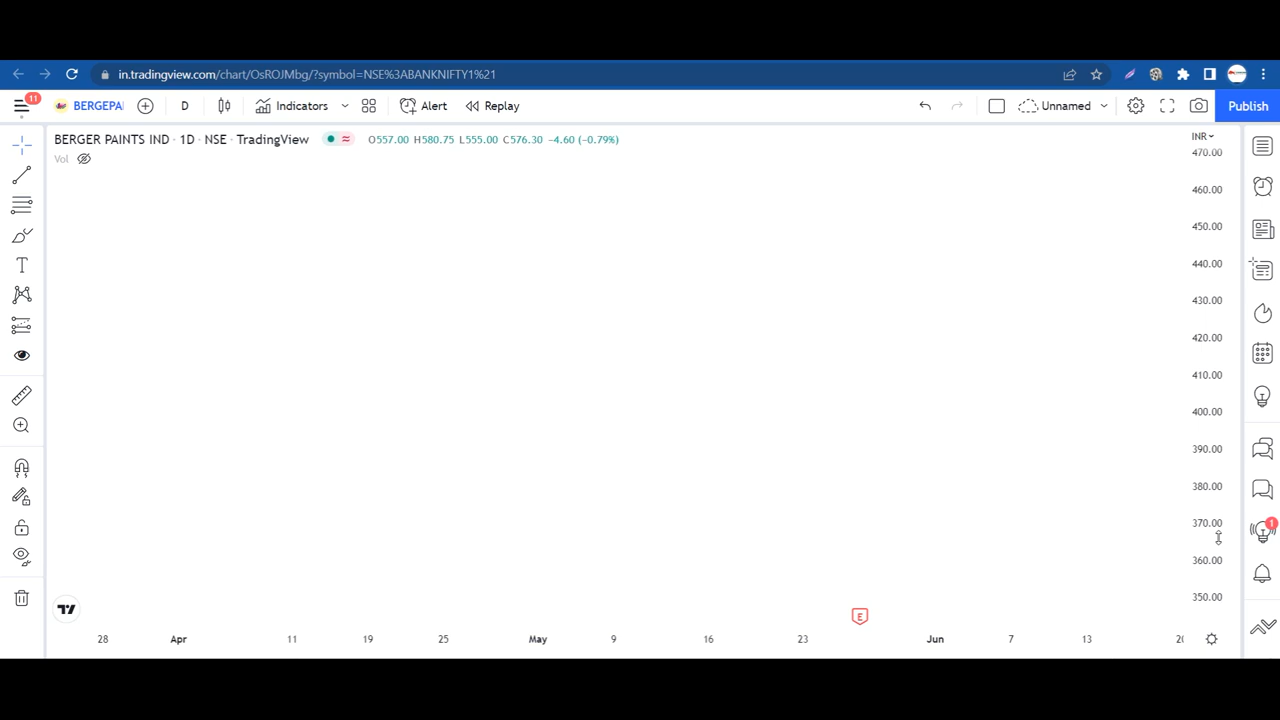 in.tradingview.com/chart/OsROJMbg/?symbol=NSE%3ABANKNIFTY1%21
11
BERGEPA
D
Indicators
Alert
Replay
Unnamed
Publish
BERGER PAINTS IND · 1D · NSE · TradingView
O557.00 H580.75 L555.00 C576.30 −4.60 (−0.79%)
Vol
INR
470.00
460.00
450.00
440.00
430.00
420.00
410.00
400.00
390.00
380.00
370.00
360.00
350.00
1
E
28 Apr 11 19 25 May 9 16 23 Jun 7 13